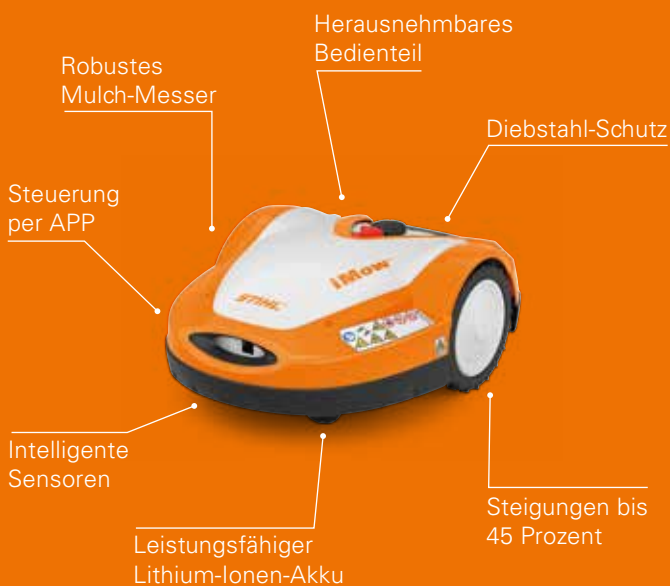 Herausnehmbares
Bedienteil
Robustes
Mulch-Messer
Diebstahl-Schutz
Steuerung
per APP
iMow
STIHL
Intelligente
Sensoren
Steigungen bis
45 Prozent
Leistungsfähiger
Lithium-Ionen-Akku